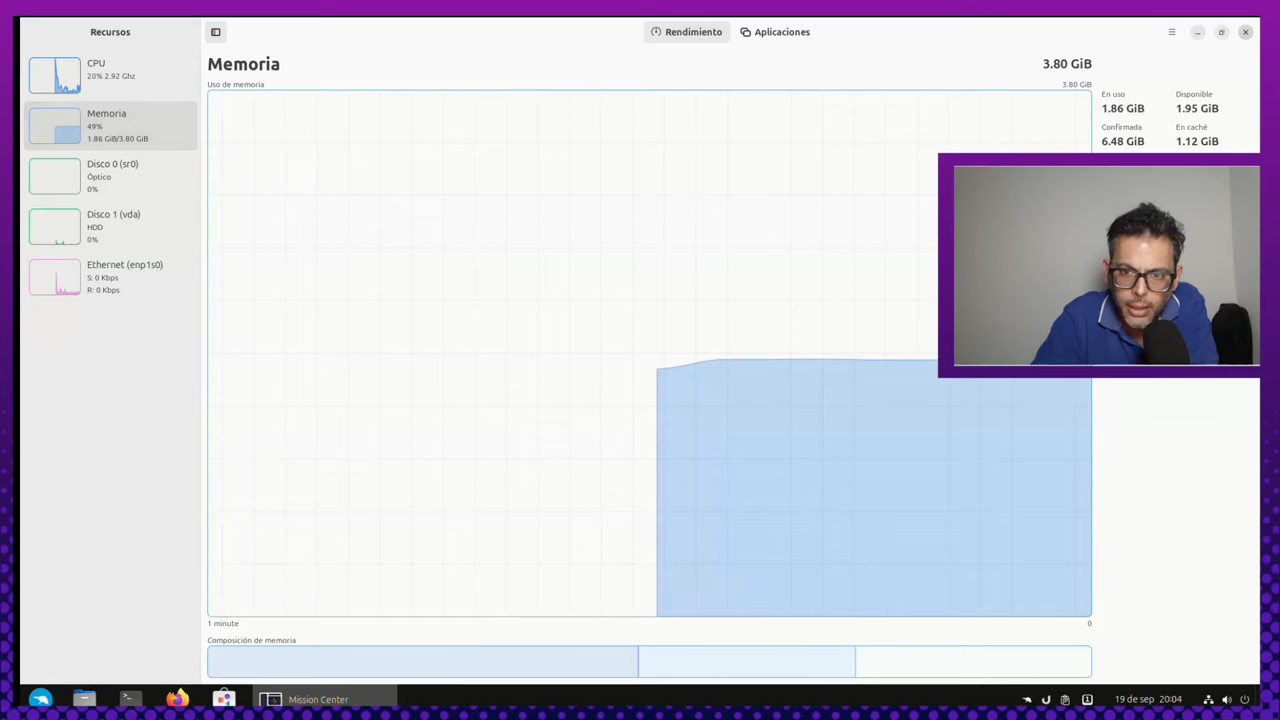 Recursos
Rendimiento
Aplicaciones
CPU
20% 2.92 Ghz
Memoria
49%
1.86 GiB/3.80 GiB
Disco 0 (sr0)
Óptico
0%
Disco 1 (vda)
HDD
0%
Ethernet (enp1s0)
S: 0 Kbps
R: 0 Kbps
Memoria
3.80 GiB
Uso de memoria
3.80 GiB
En uso
Disponible
1.86 GiB
1.95 GiB
Confirmada
En caché
6.48 GiB
1.12 GiB
1 minute
0
Composición de memoria
Mission Center
1
19 de sep 20:04